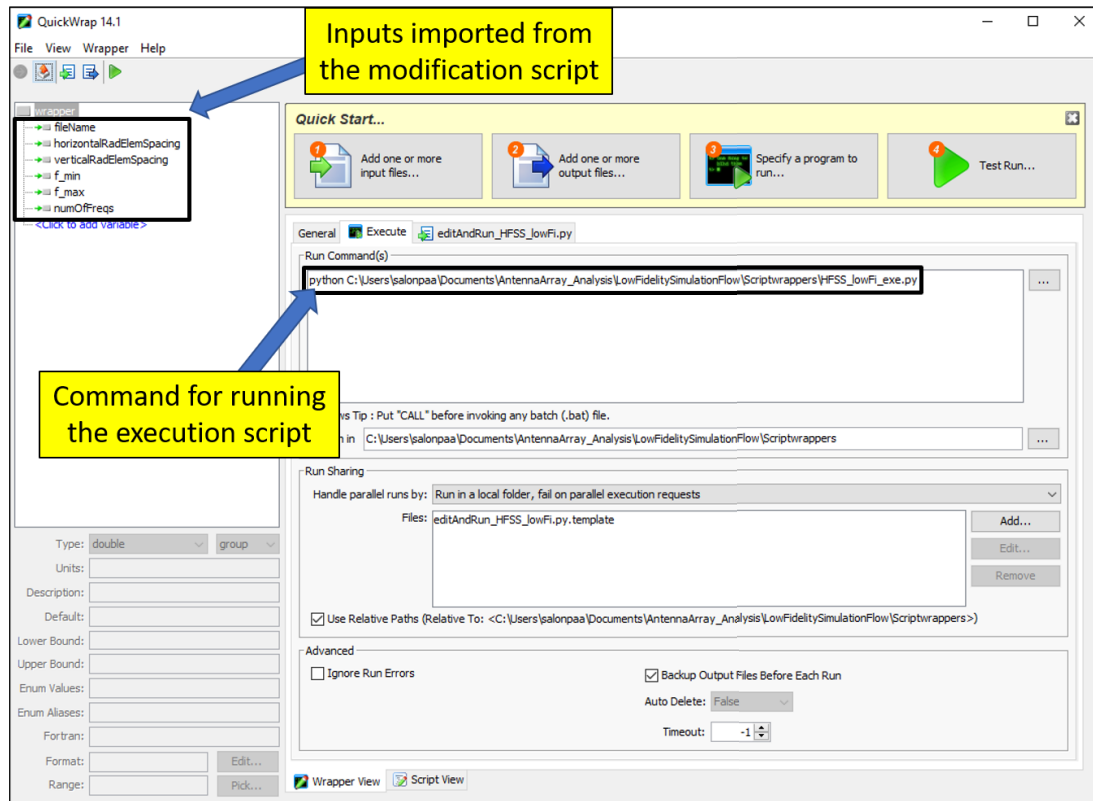 QuickWrap 14.1
File View Wrapper Help
Inputs imported from
the modification script
wrapper
fileName
horizontalRadElemSpacing
verticalRadElemSpacing
f_min
f_max
numOfFreqs
<Click to add variable>
Quick Start...
1
Add one or more
input files...
2
Add one or more
output files...
3
Specify a program to
run...
4
Test Run...
General Execute editAndRun_HFSS_lowFi.py
Run Command(s)
python C:\Users\salonpaa\Documents\AntennaArray_Analysis\LowFidelitySimulationFlow\Scriptwrappers\HFSS_lowFi_exe.py
...
Command for running
the execution script
ws Tip : Put "CALL" before invoking any batch (.bat) file.
in C:\Users\salonpaa\Documents\AntennaArray_Analysis\LowFidelitySimulationFlow\Scriptwrappers
...
Run Sharing
Handle parallel runs by: Run in a local folder, fail on parallel execution requests
Files: editAndRun_HFSS_lowFi.py.template
Add...
Edit...
Remove
Use Relative Paths (Relative To: <C:\Users\salonpaa\Documents\AntennaArray_Analysis\LowFidelitySimulationFlow\Scriptwrappers>)
Advanced
Ignore Run Errors
Backup Output Files Before Each Run
Auto Delete: False
Timeout: -1
Type: double group
Units:
Description:
Default:
Lower Bound:
Upper Bound:
Enum Values:
Enum Aliases:
Fortran:
Format: Edit...
Range: Pick...
Wrapper View Script View